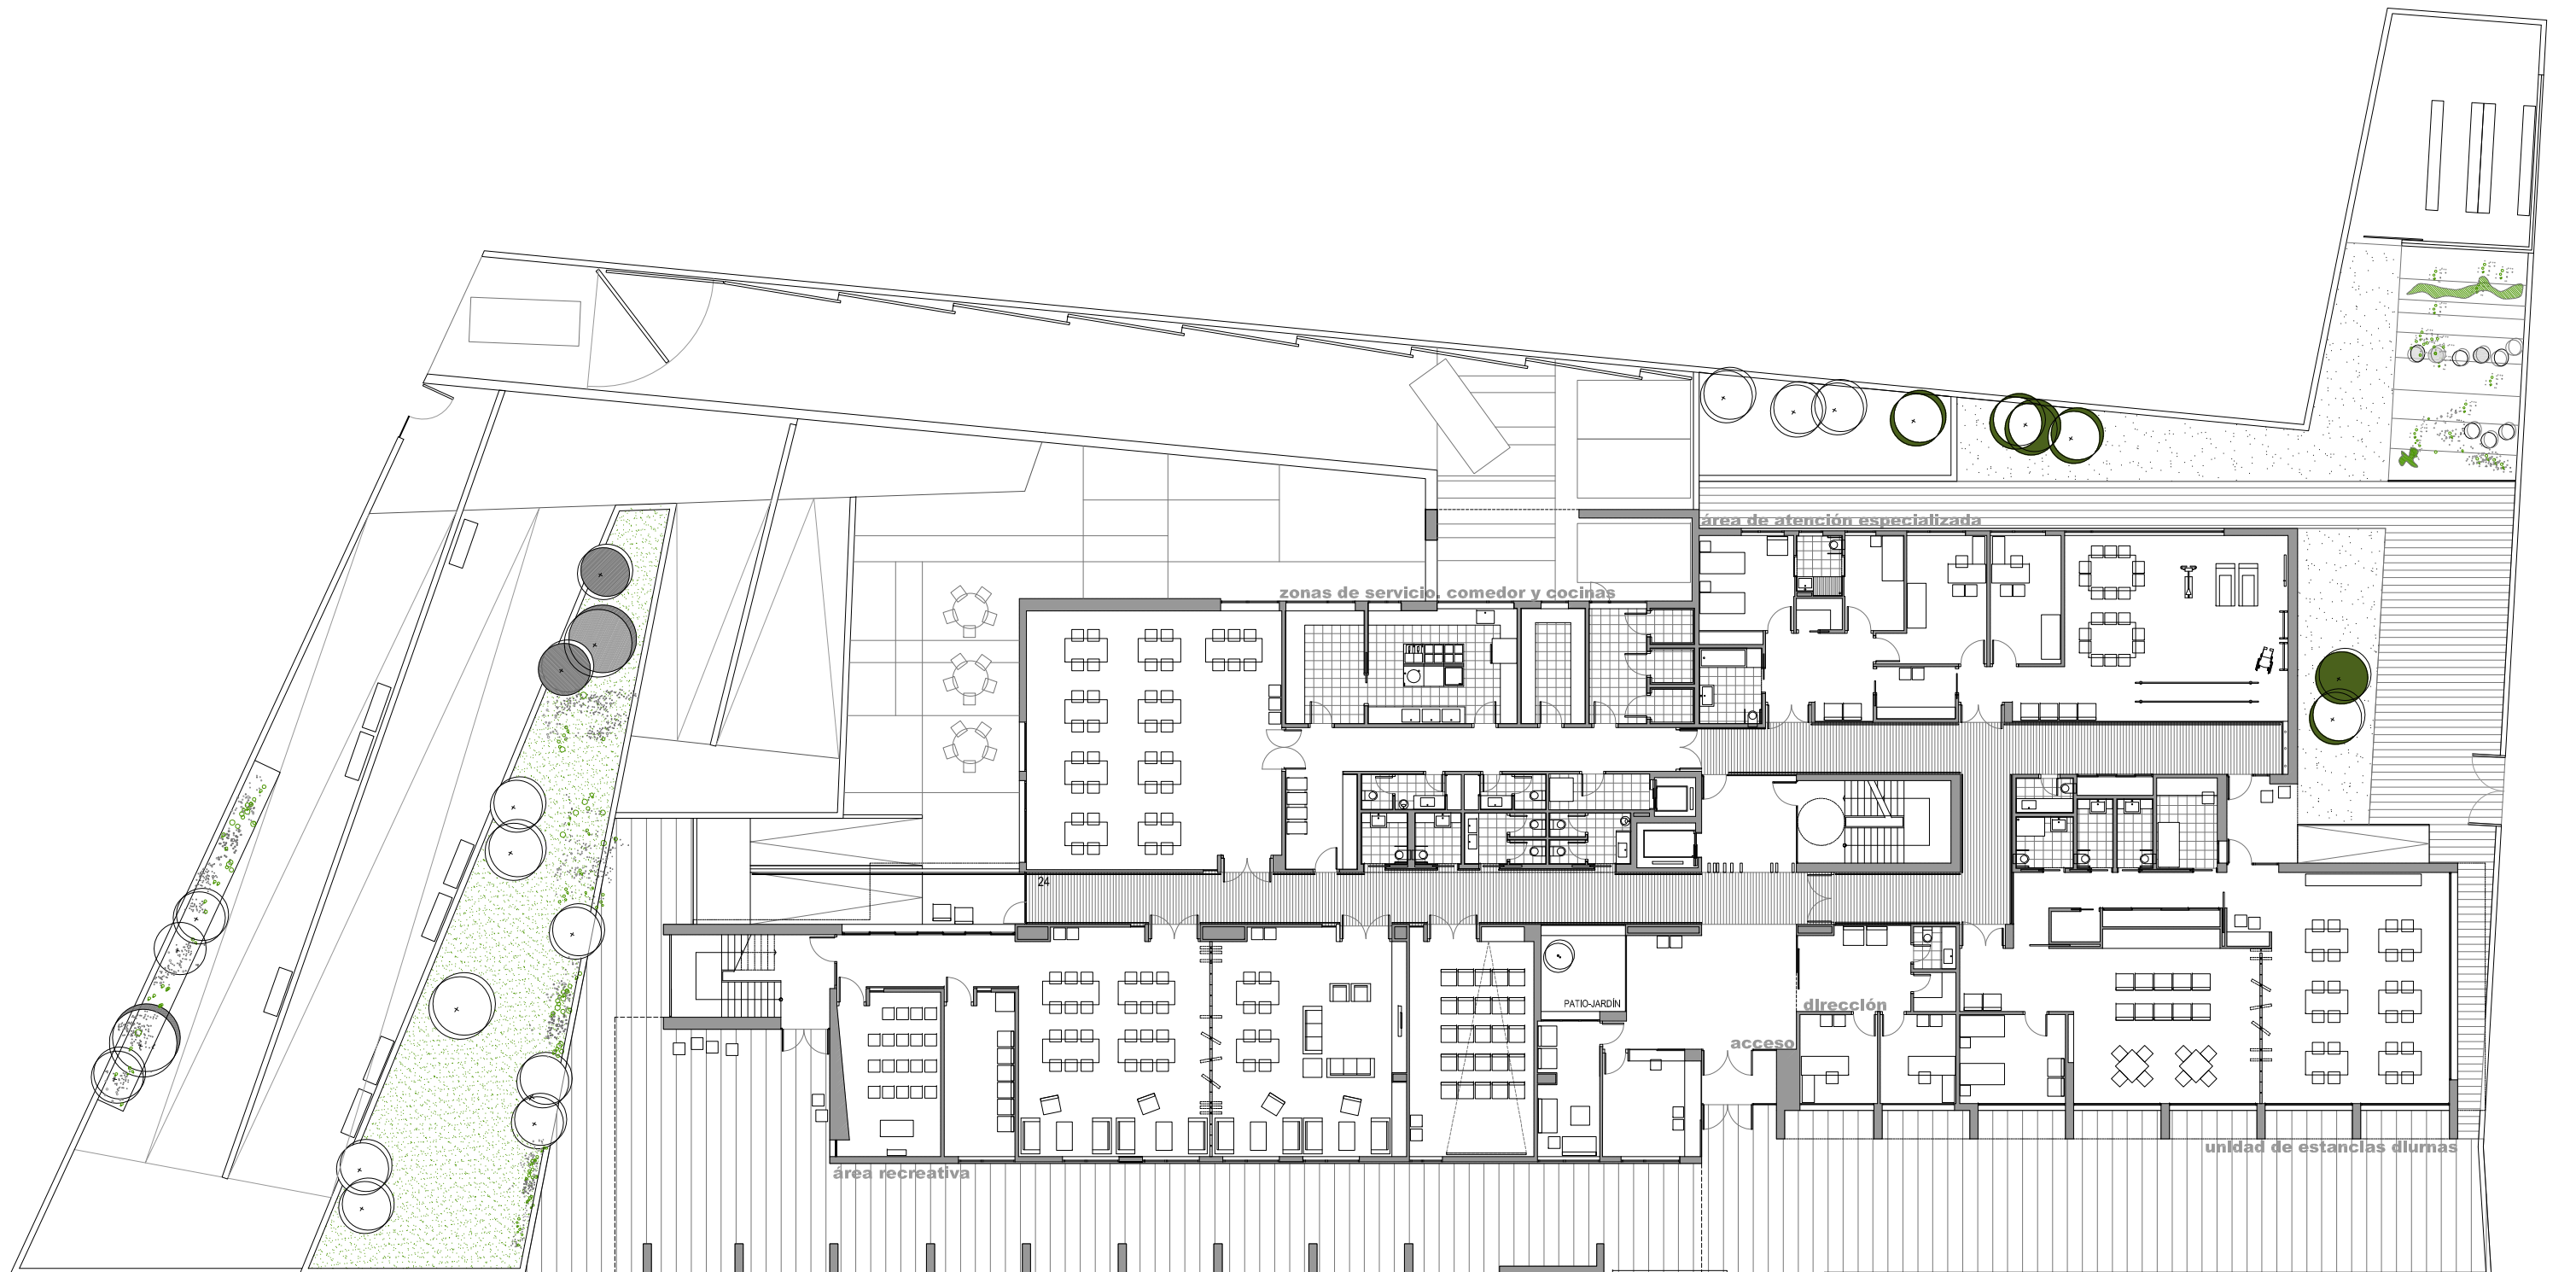 área de atención especializada
zonas de servicio, comedor y cocinas
24
PATIO-JARDÍN
dirección
acceso
unidad de estancias diurnas
área recreativa